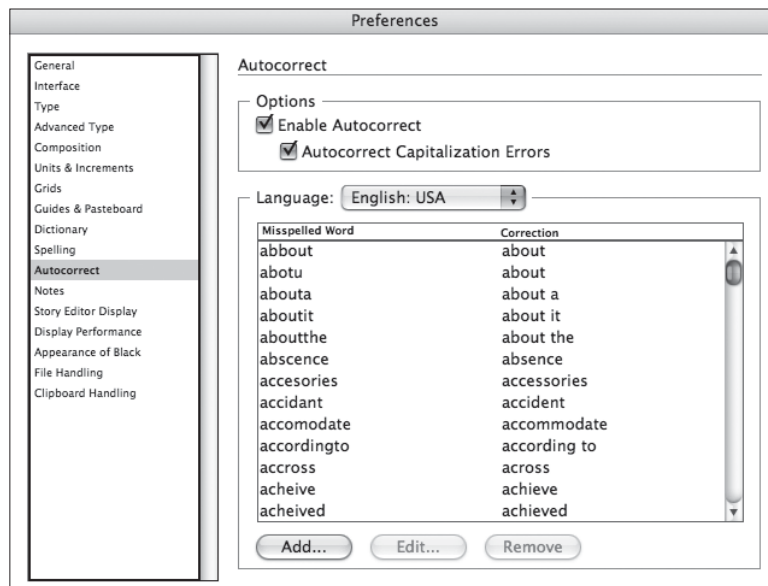 Preferences
General
Interface
Type
Advanced Type
Composition
Units & Increments
Grids
Guides & Pasteboard
Dictionary
Spelling
Autocorrect
Notes
Story Editor Display
Display Performance
Appearance of Black
File Handling
Clipboard Handling
Autocorrect
Options
Enable Autocorrect
Autocorrect Capitalization Errors
Language: English: USA
Misspelled Word Correction
abbout about
abotu about
abouta about a
aboutit about it
aboutthe about the
abscence absence
accesories accessories
accidant accident
accomodate accommodate
accordingto according to
accross across
acheive achieve
acheived achieved
Add... Edit... Remove